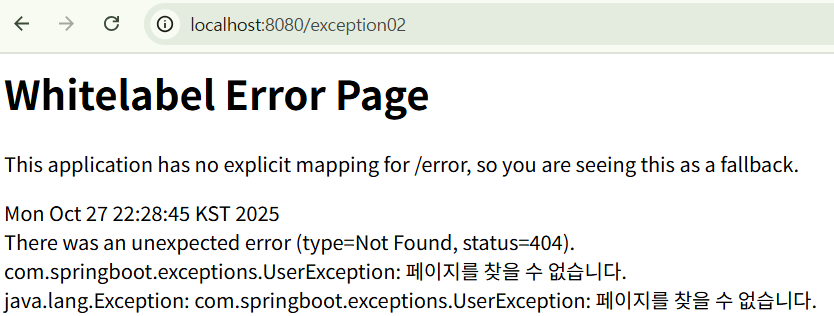 localhost:8080/exception02
Whitelabel Error Page
This application has no explicit mapping for /error, so you are seeing this as a fallback.
Mon Oct 27 22:28:45 KST 2025
There was an unexpected error (type=Not Found, status=404).
com.springboot.exceptions.UserException: 페이지를 찾을 수 없습니다.
java.lang.Exception: com.springboot.exceptions.UserException: 페이지를 찾을 수 없습니다.